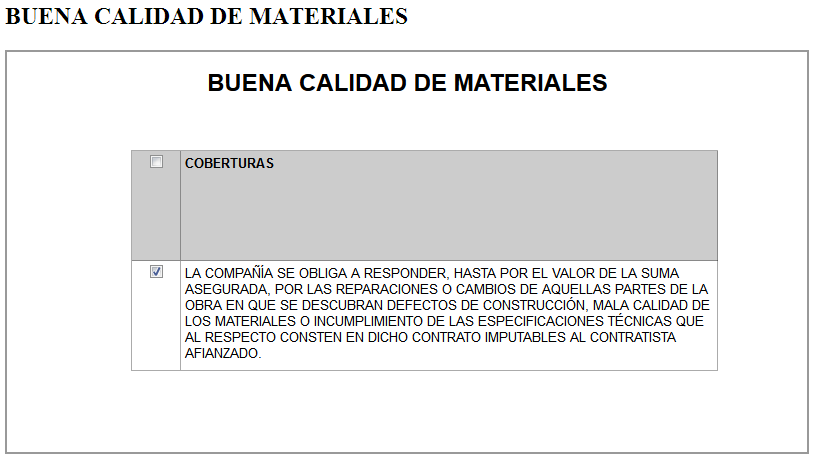 BUENA CALIDAD DE MATERIALES
BUENA CALIDAD DE MATERIALES
COBERTURAS
LA COMPAÑÍA SE OBLIGA A RESPONDER, HASTA POR EL VALOR DE LA SUMA
ASEGURADA, POR LAS REPARACIONES O CAMBIOS DE AQUELLAS PARTES DE LA
OBRA EN QUE SE DESCUBRAN DEFECTOS DE CONSTRUCCIÓN, MALA CALIDAD DE
LOS MATERIALES O INCUMPLIMIENTO DE LAS ESPECIFICACIONES TÉCNICAS QUE
AL RESPECTO CONSTEN EN DICHO CONTRATO IMPUTABLES AL CONTRATISTA
AFIANZADO.